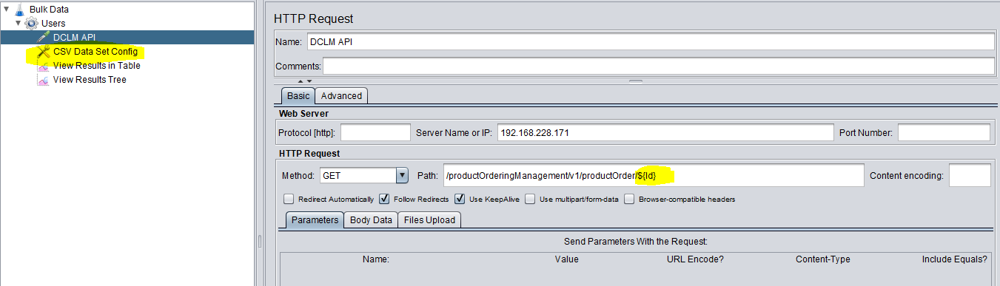 Bulk Data
Users
DCLM API
CSV Data Set Config
View Results in Table
View Results Tree
HTTP Request
Name: DCLM API
Comments:
Basic Advanced
Web Server
Protocol [http]: Server Name or IP: 192.168.228.171 Port Number:
HTTP Request
Method: GET Path: /productOrderingManagement/v1/productOrder/${Id} Content encoding:
Redirect Automatically Follow Redirects Use KeepAlive Use multipart/form-data Browser-compatible headers
Parameters Body Data Files Upload
Send Parameters With the Request:
Name: Value URL Encode? Content-Type Include Equals?